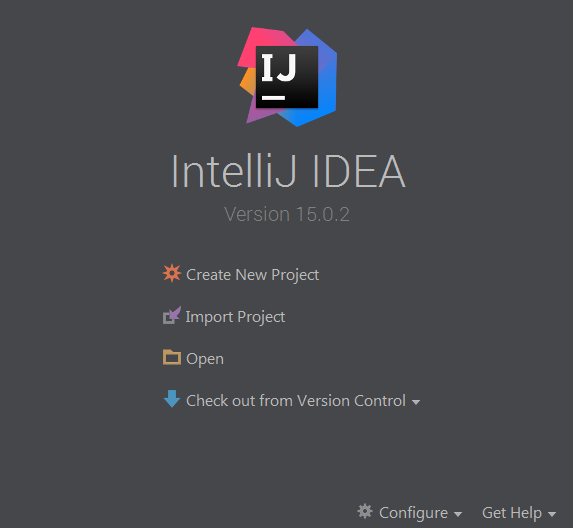 IJ
IntelliJ IDEA
Version 15.0.2
Create New Project
Import Project
Open
Check out from Version Control
Configure
Get Help